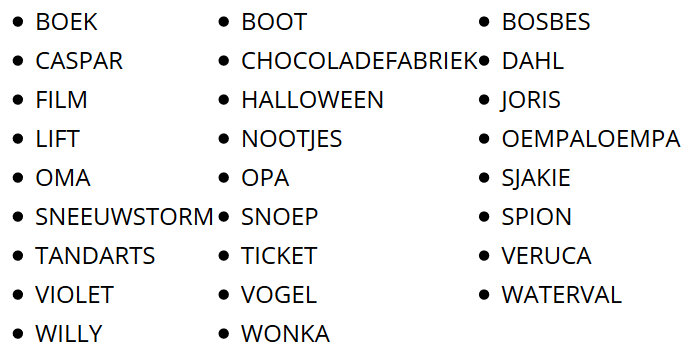 BOEK BOOT BOSBES
CASPAR CHOCOLADEFABRIEK DAHL
FILM HALLOWEEN JORIS
LIFT NOOTJES OEMPALOEMPA
OMA OPA SJAKIE
SNEEUWSTORM SNOEP SPION
TANDARTS TICKET VERUCA
VIOLET VOGEL WATERVAL
WILLY WONKA